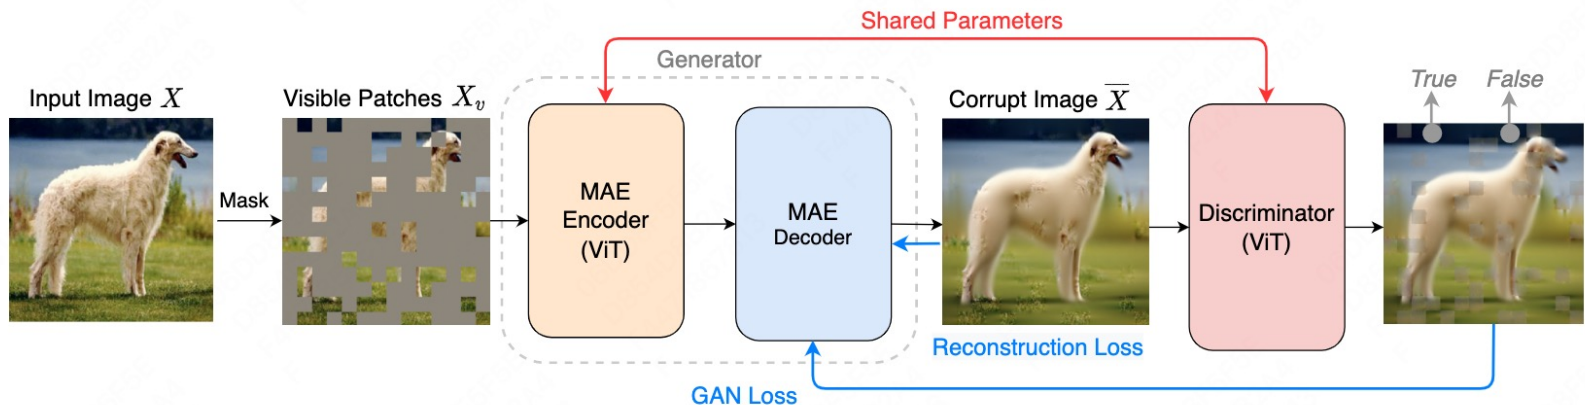 Shared Parameters
Generator
Input Image X
Visible Patches X_v
Corrupt Image X̅
True
False
Mask
MAE
Encoder
(ViT)
MAE
Decoder
Discriminator
(ViT)
Reconstruction Loss
GAN Loss